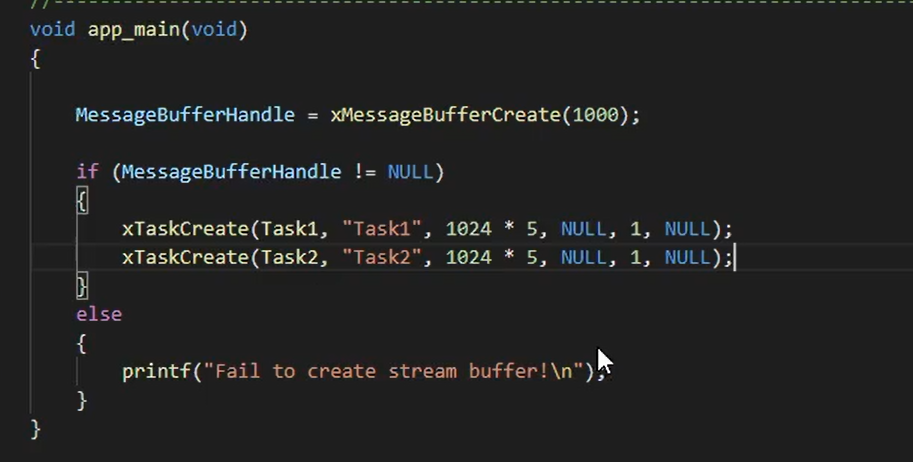 //------------------------------------------------------------------------
void app_main(void)
{
MessageBufferHandle = xMessageBufferCreate(1000);
if (MessageBufferHandle != NULL)
{
xTaskCreate(Task1, "Task1", 1024 * 5, NULL, 1, NULL);
xTaskCreate(Task2, "Task2", 1024 * 5, NULL, 1, NULL);
}
else
{
printf("Fail to create stream buffer!\n");
}
}